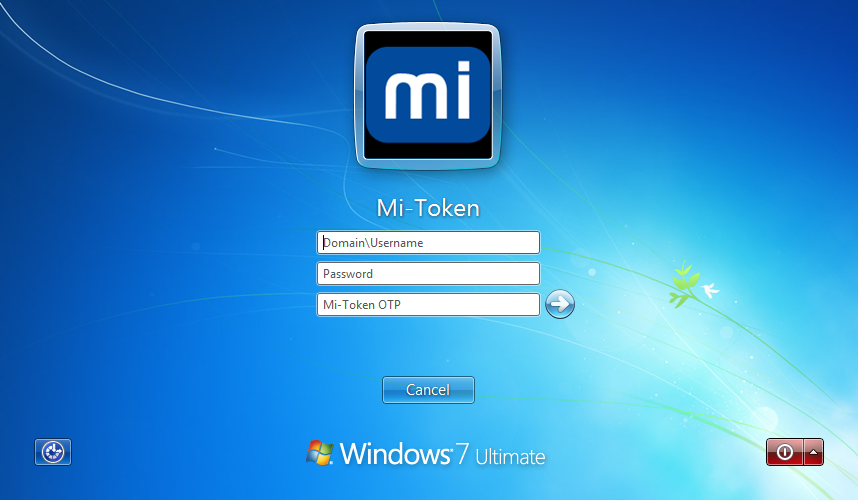 mi
Mi-Token
Domain\Username
Password
Mi-Token OTP
Cancel
Windows 7 Ultimate